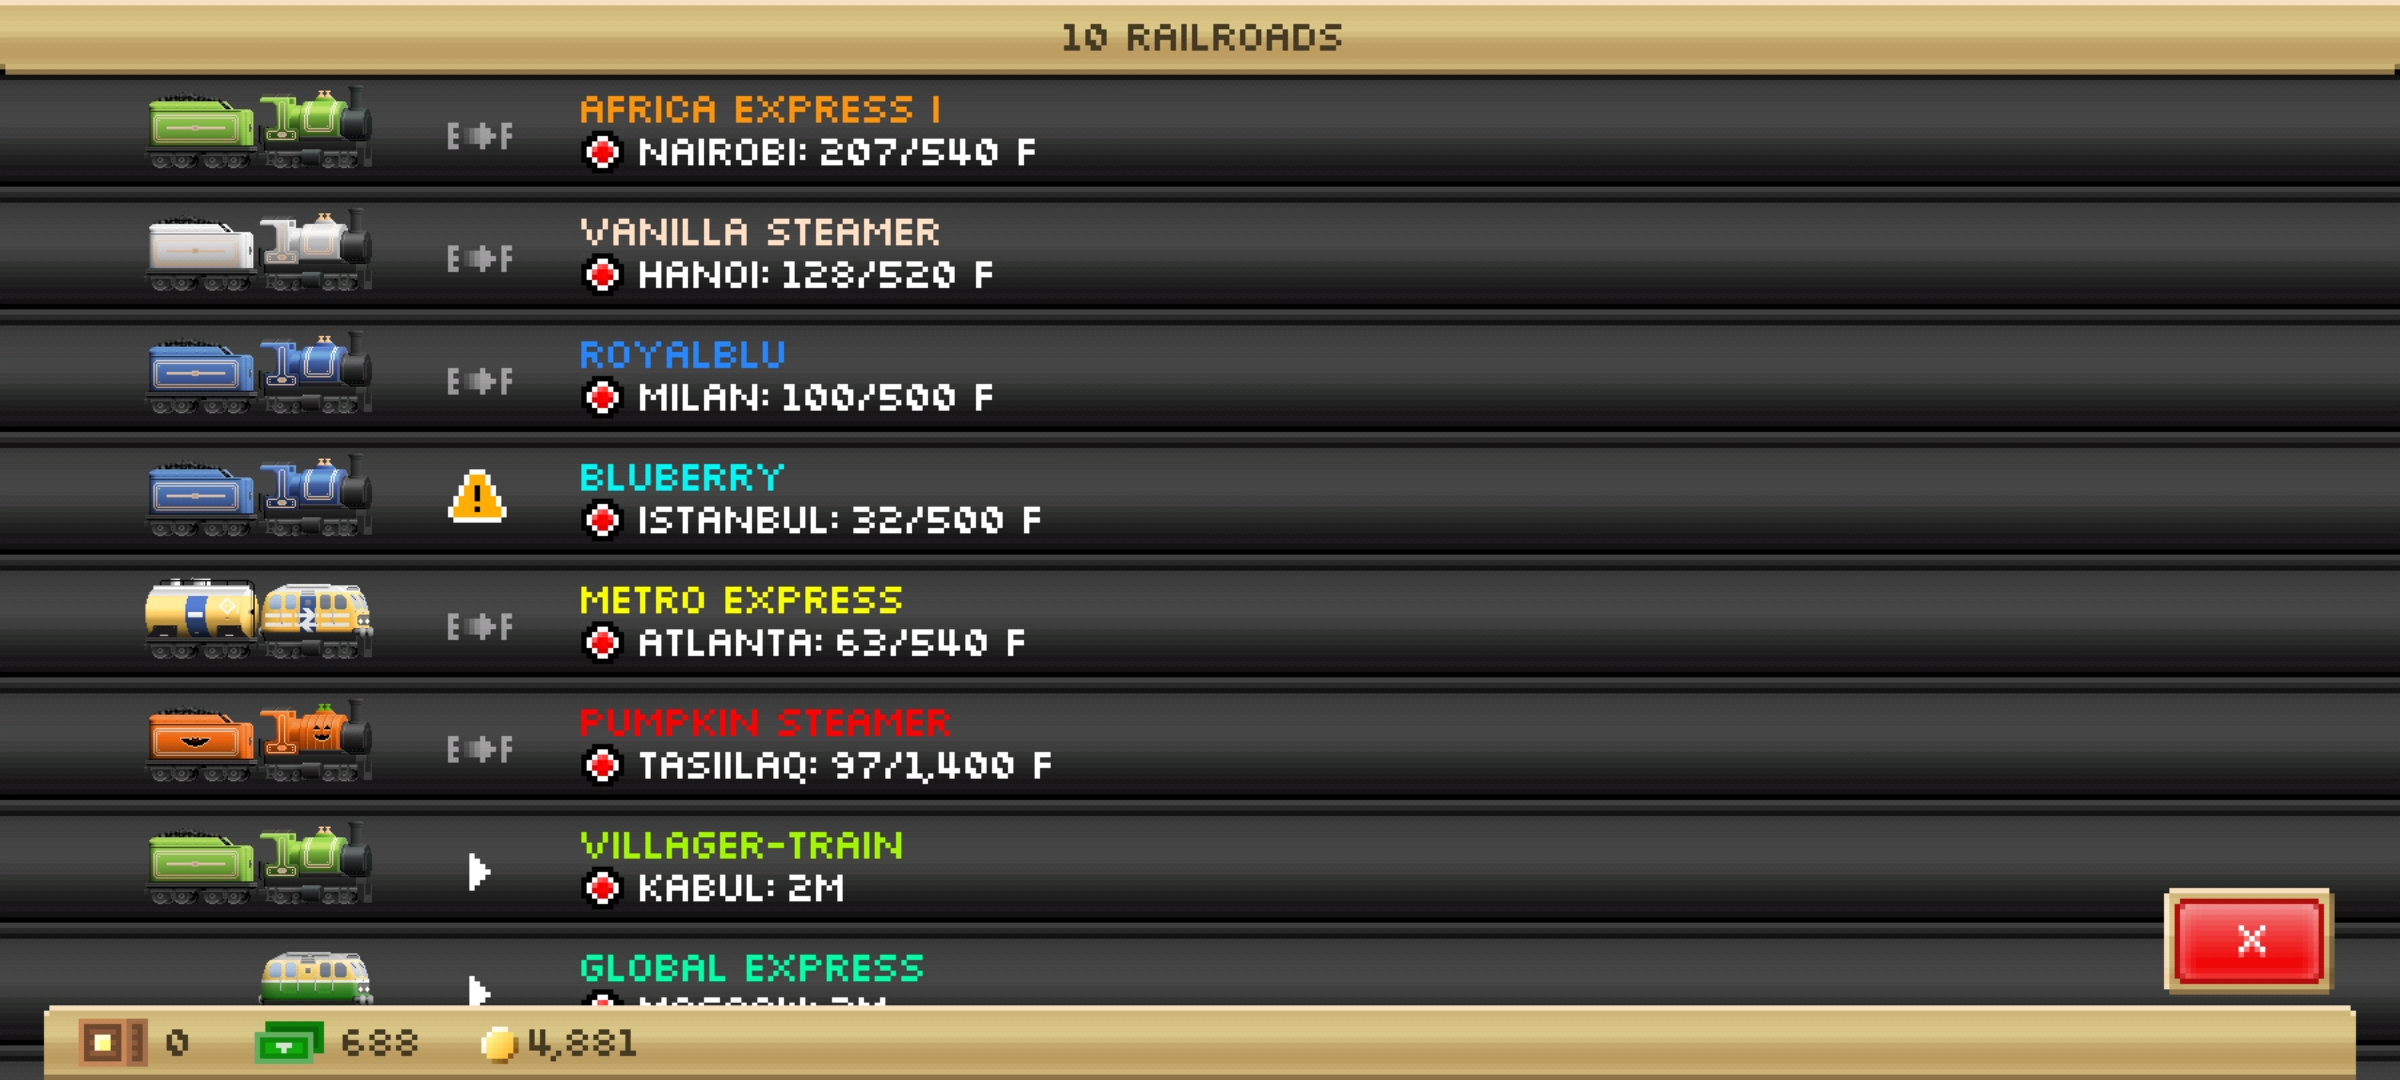 10 RAILROADS
AFRICA EXPRESS I
E F
NAIROBI: 207/540 F
VANILLA STEAMER
E F
HANOI: 128/520 F
ROYALBLU
E F
MILAN: 100/500 F
BLUBERRY
!
ISTANBUL: 32/500 F
METRO EXPRESS
E F
ATLANTA: 63/540 F
PUMPKIN STEAMER
E F
TASIILAQ: 97/1,400 F
VILLAGER-TRAIN
KABUL: 2M
GLOBAL EXPRESS
X
0 688 4,881